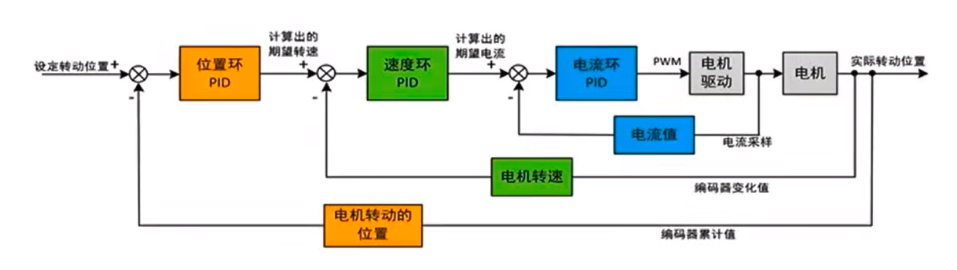 计算出的
期望转速
计算出的
期望电流
设定转动位置+
+
+
位置环
PID
速度环
PID
电流环
PID
PWM
电机
驱动
电机
实际转动位置
-
-
-
电流值
电流采样
电机转速
编码器变化值
电机转动的
位置
编码器累计值